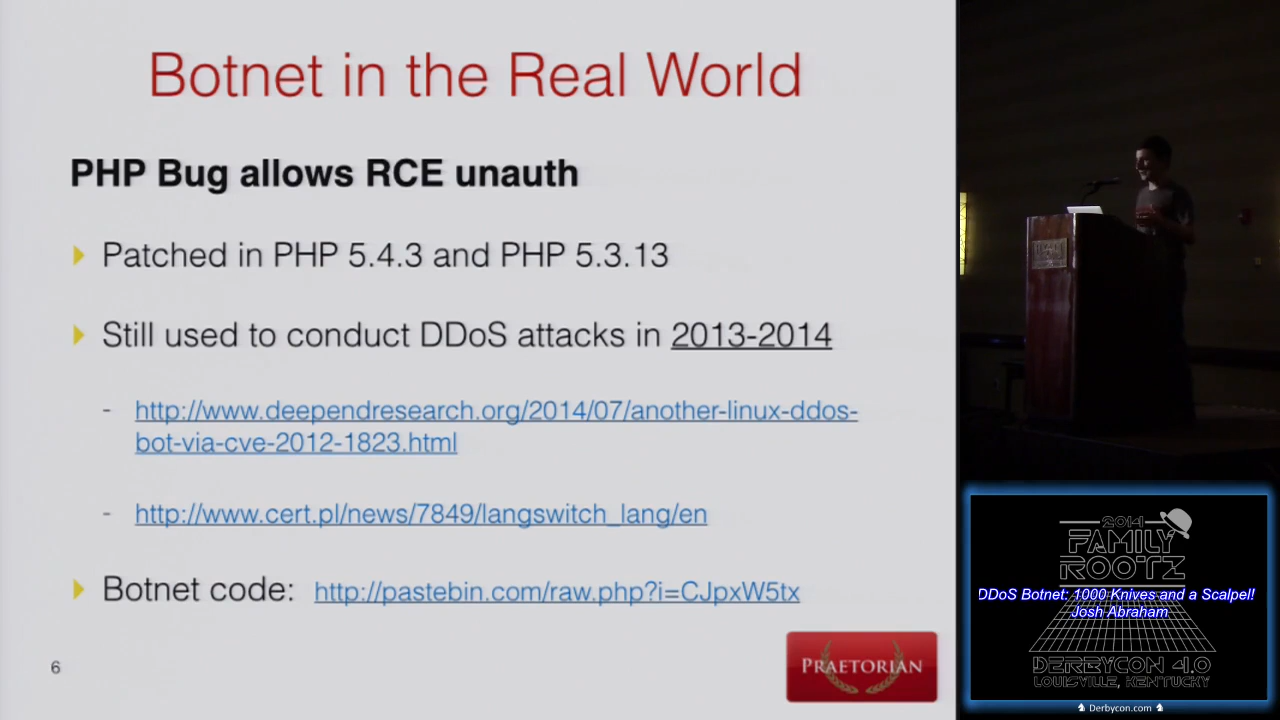 Botnet in the Real World
PHP Bug allows RCE unauth
Patched in PHP 5.4.3 and PHP 5.3.13
Still used to conduct DDoS attacks in 2013-2014
- http://www.deependresearch.org/2014/07/another-linux-ddos-
bot-via-cve-2012-1823.html
- http://www.cert.pl/news/7849/langswitch_lang/en
Botnet code: http://pastebin.com/raw.php?i=CJpxW5tx
6
PRAETORIAN
2014
FAMILY
ROOTZ
DDoS Botnet: 1000 Knives and a Scalpel!
Josh Abraham
DERBYCON 4.0
LOUISVILLE, KENTUCKY
Derbycon.com